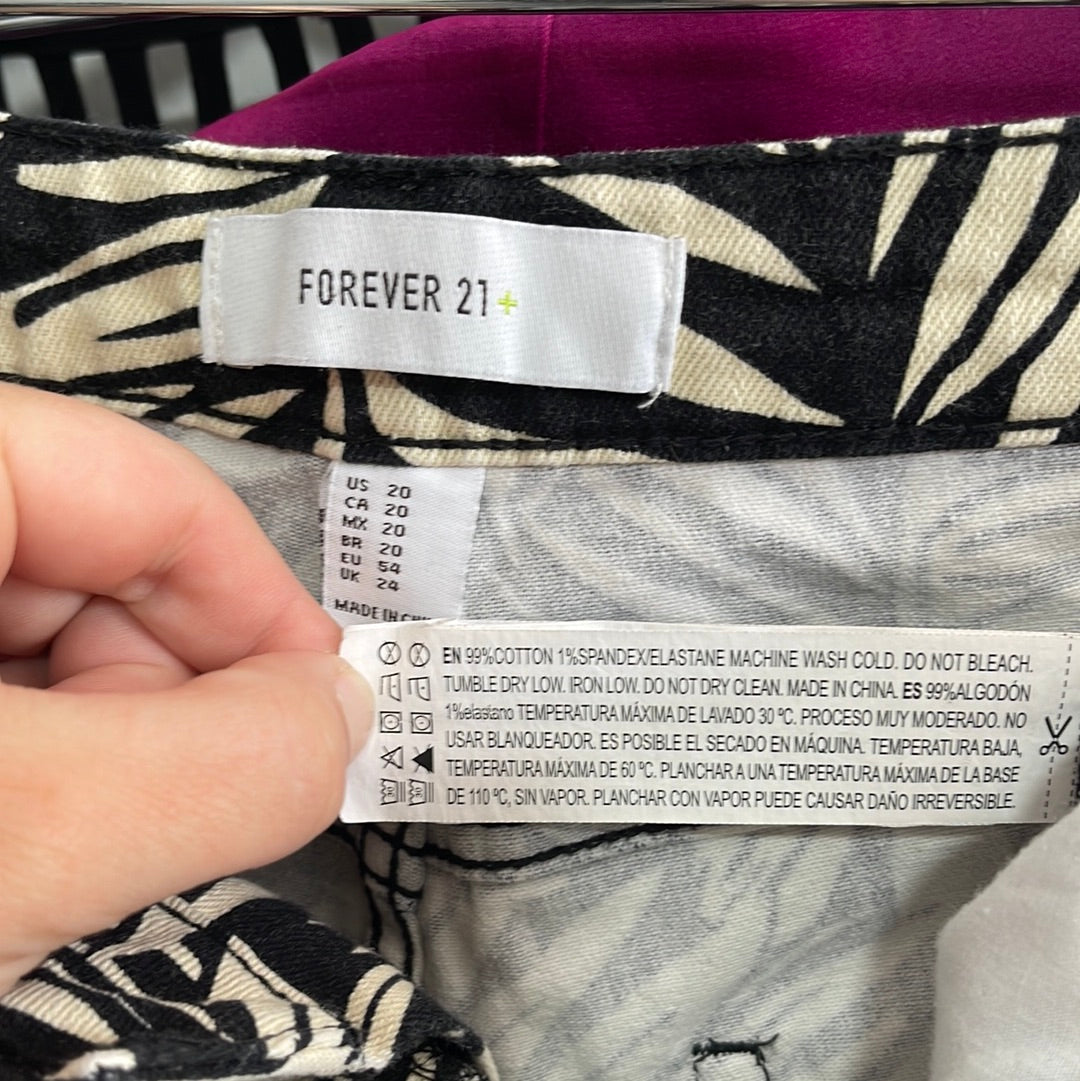 FOREVER 21+
US 20
CA 20
MX 20
BR 20
EU 54
UK 24
MADE IN
EN 99%COTTON 1%SPANDEX/ELASTANE MACHINE WASH COLD. DO NOT BLEACH.
TUMBLE DRY LOW. IRON LOW. DO NOT DRY CLEAN. MADE IN CHINA. ES 99%ALGODÓN
1%elastano TEMPERATURA MÁXIMA DE LAVADO 30 ºC. PROCESO MUY MODERADO. NO
USAR BLANQUEADOR. ES POSIBLE EL SECADO EN MÁQUINA. TEMPERATURA BAJA,
TEMPERATURA MÁXIMA DE 60 ºC. PLANCHAR A UNA TEMPERATURA MÁXIMA DE LA BASE
DE 110 ºC, SIN VAPOR. PLANCHAR CON VAPOR PUEDE CAUSAR DAÑO IRREVERSIBLE.